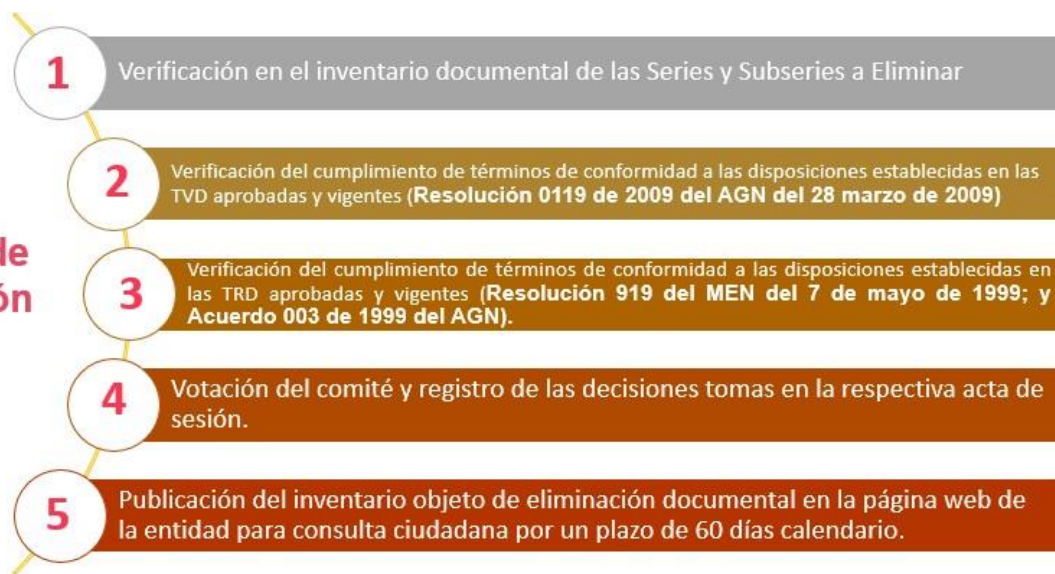 de
ón
1
Verificación en el inventario documental de las Series y Subseries a Eliminar
2
Verificación del cumplimiento de términos de conformidad a las disposiciones establecidas en las
TVD aprobadas y vigentes (Resolución 0119 de 2009 del AGN del 28 marzo de 2009)
3
Verificación del cumplimiento de términos de conformidad a las disposiciones establecidas en
las TRD aprobadas y vigentes (Resolución 919 del MEN del 7 de mayo de 1999; y
Acuerdo 003 de 1999 del AGN).
4
Votación del comité y registro de las decisiones tomas en la respectiva acta de
sesión.
5
Publicación del inventario objeto de eliminación documental en la página web de
la entidad para consulta ciudadana por un plazo de 60 días calendario.